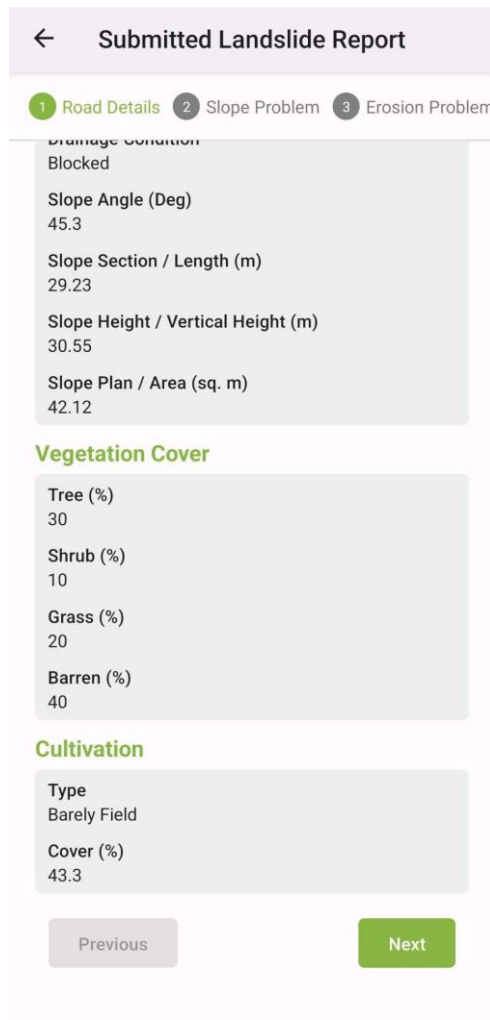 Submitted Landslide Report
1 Road Details 2 Slope Problem 3 Erosion Problem
Drainage Condition
Blocked
Slope Angle (Deg)
45.3
Slope Section / Length (m)
29.23
Slope Height / Vertical Height (m)
30.55
Slope Plan / Area (sq. m)
42.12
Vegetation Cover
Tree (%)
30
Shrub (%)
10
Grass (%)
20
Barren (%)
40
Cultivation
Type
Barely Field
Cover (%)
43.3
Previous Next